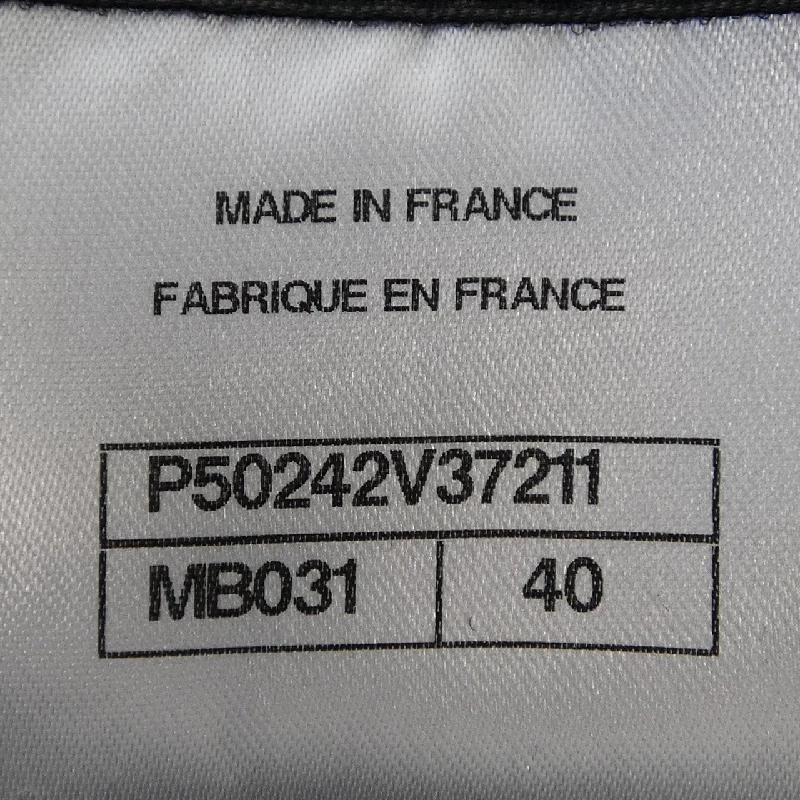 MADE IN FRANCE
FABRIQUE EN FRANCE
P50242V37211
MB031 40